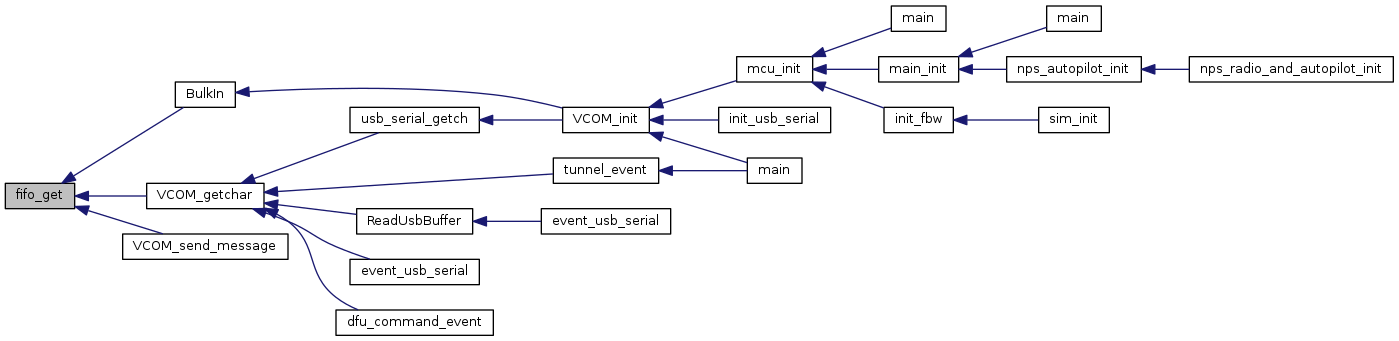 main
main
mcu_init
main_init
nps_autopilot_init
nps_radio_and_autopilot_init
BulkIn
usb_serial_getch
VCOM_init
init_usb_serial
init_fbw
sim_init
tunnel_event
main
fifo_get
VCOM_getchar
ReadUsbBuffer
event_usb_serial
VCOM_send_message
event_usb_serial
dfu_command_event